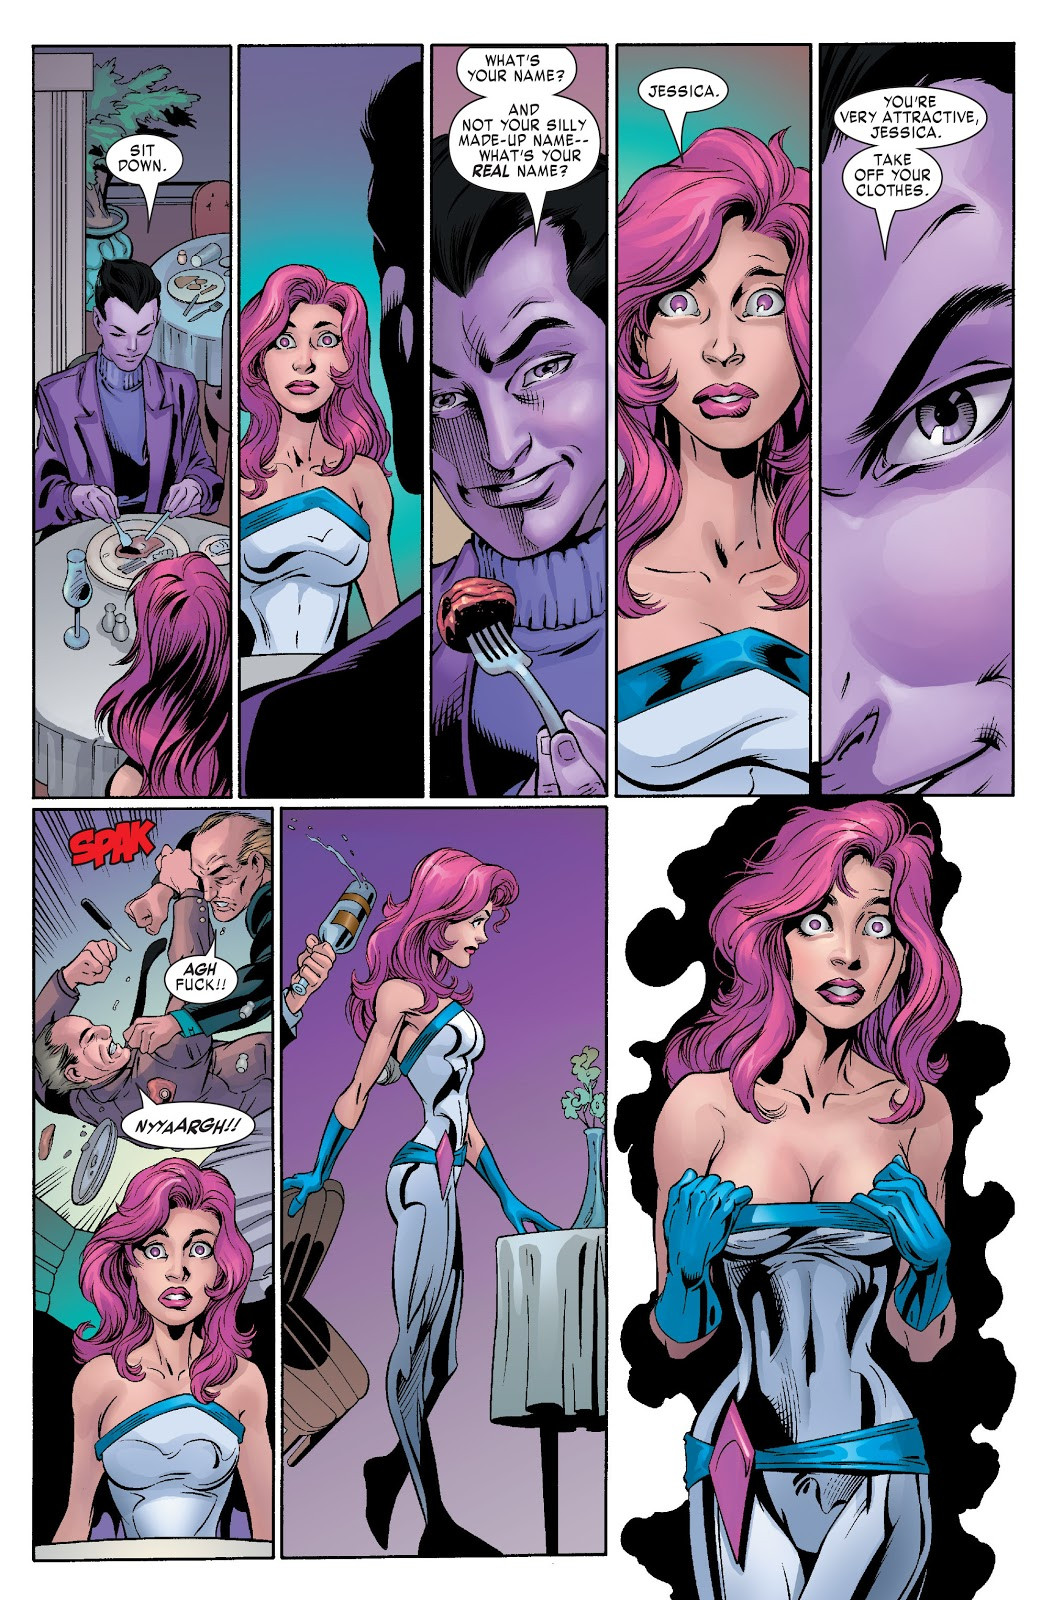 SIT
DOWN.
WHAT'S
YOUR NAME?
AND
NOT YOUR SILLY
MADE-UP NAME--
WHAT'S YOUR
REAL NAME?
JESSICA.
YOU'RE
VERY ATTRACTIVE,
JESSICA.
TAKE
OFF YOUR
CLOTHES.
SPAK
AGH
FUCK!!
NYYAARGH!!